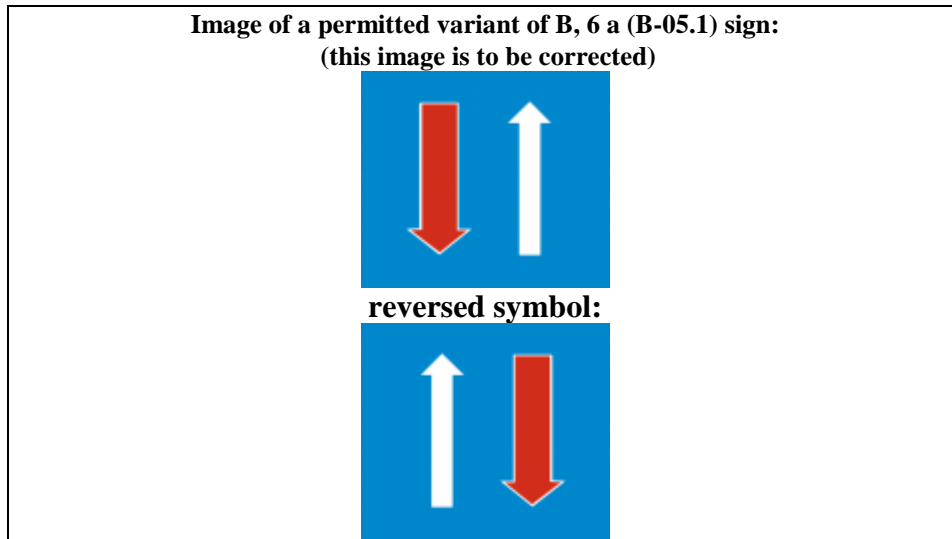 Image of a permitted variant of B, 6 a (B-05.1) sign:
(this image is to be corrected)
reversed symbol: